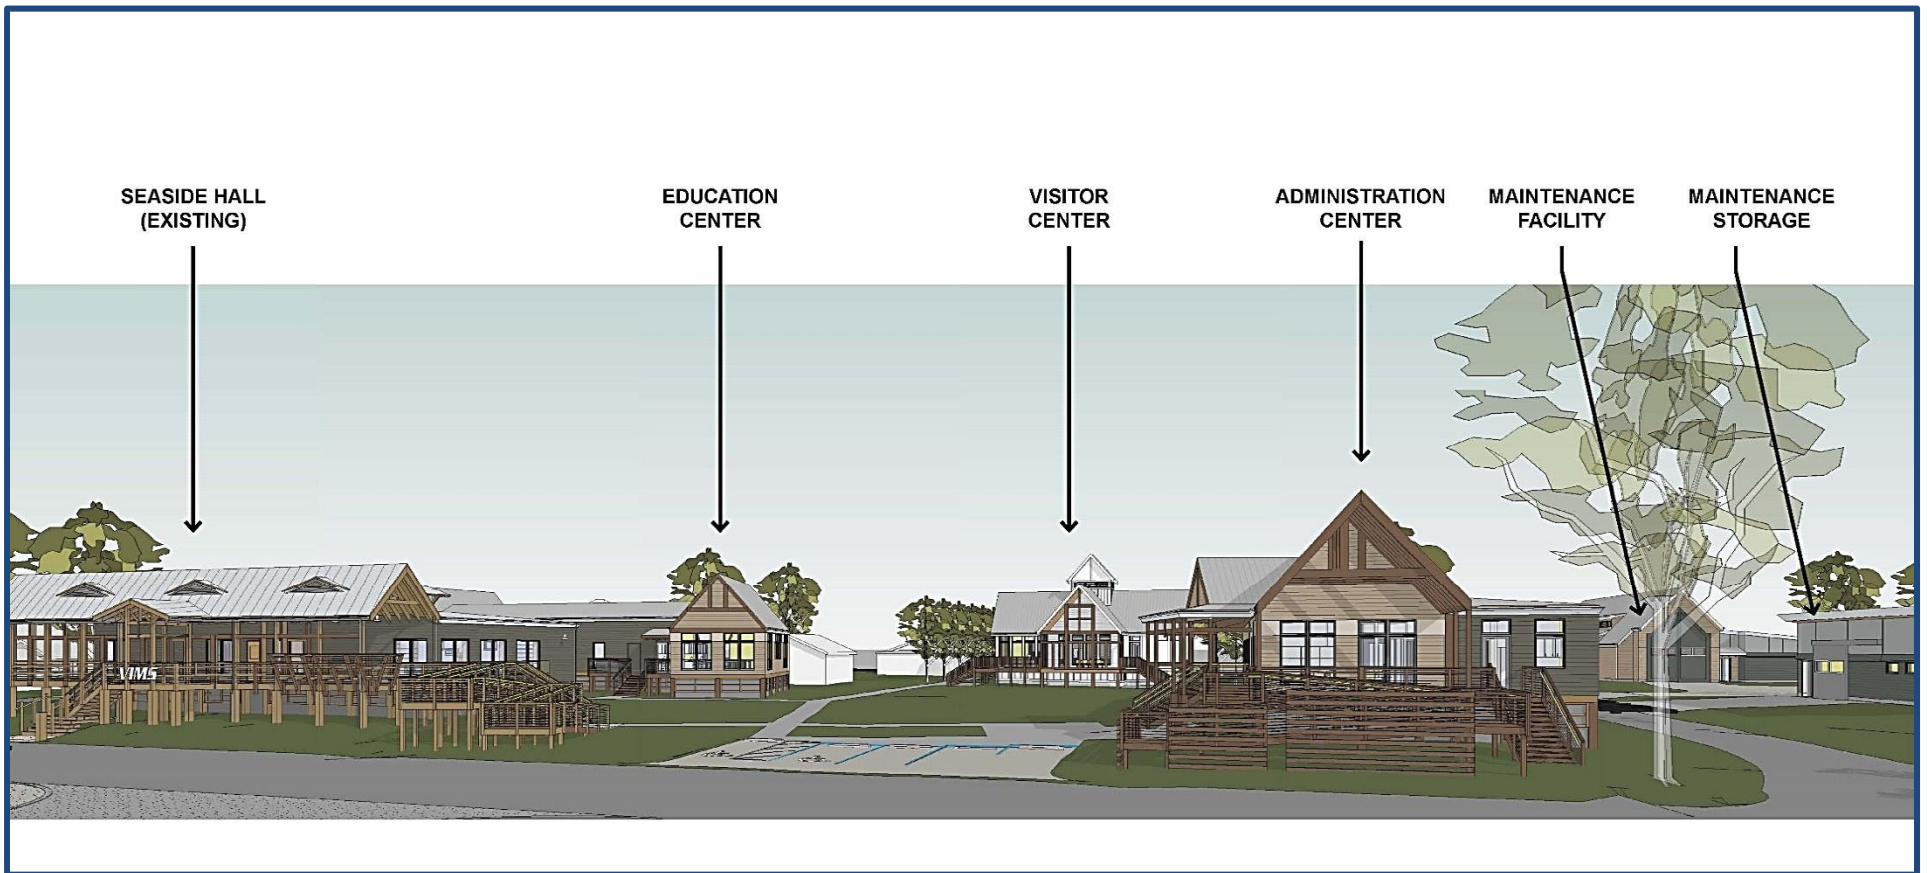 SEASIDE HALL
(EXISTING)
EDUCATION
CENTER
VISITOR
CENTER
ADMINISTRATION
CENTER
MAINTENANCE
FACILITY
MAINTENANCE
STORAGE
VIMS